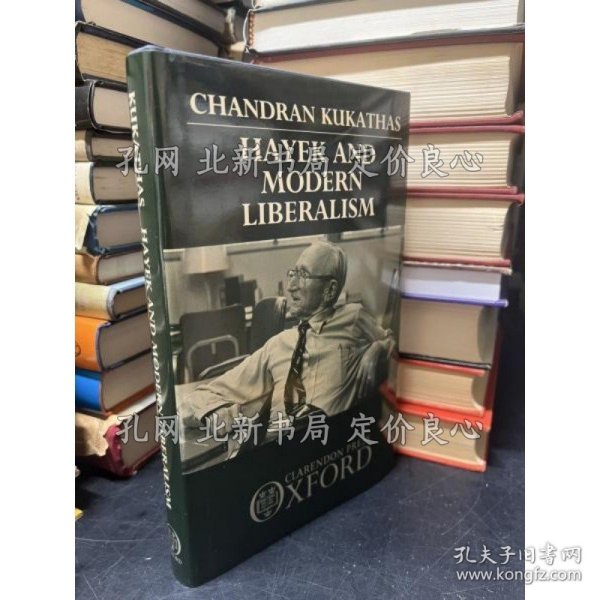 CHANDRAN KUKATHAS
HAYEK AND
MODERN
LIBERALISM
孔网 北新书局 定价良心
KUKATHAS HAYEK AND MODERN LIBERALISM
孔网 北新书局 定价良心
CLARENDON PRESS
OXFORD
孔夫子旧书网
www.kongfz.com